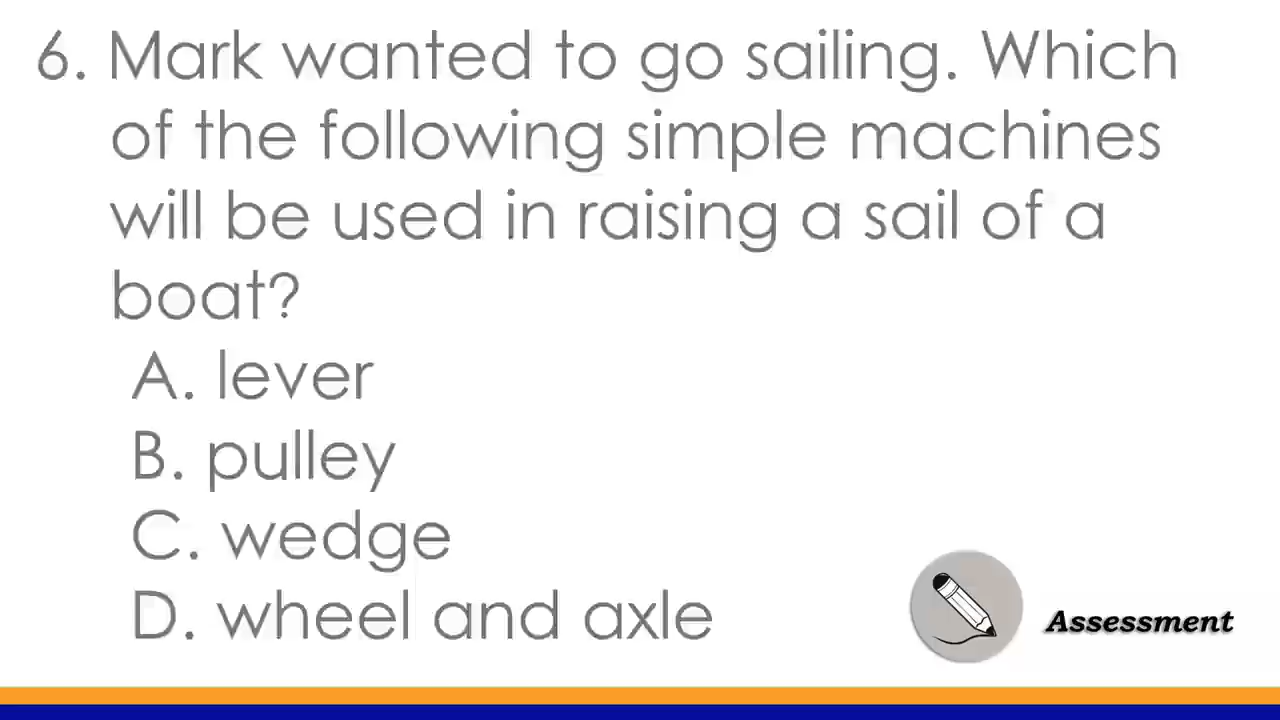 6. Mark wanted to go sailing. Which
of the following simple machines
will be used in raising a sail of a
boat?
A. lever
B. pulley
C. wedge
D. wheel and axle
Assessment